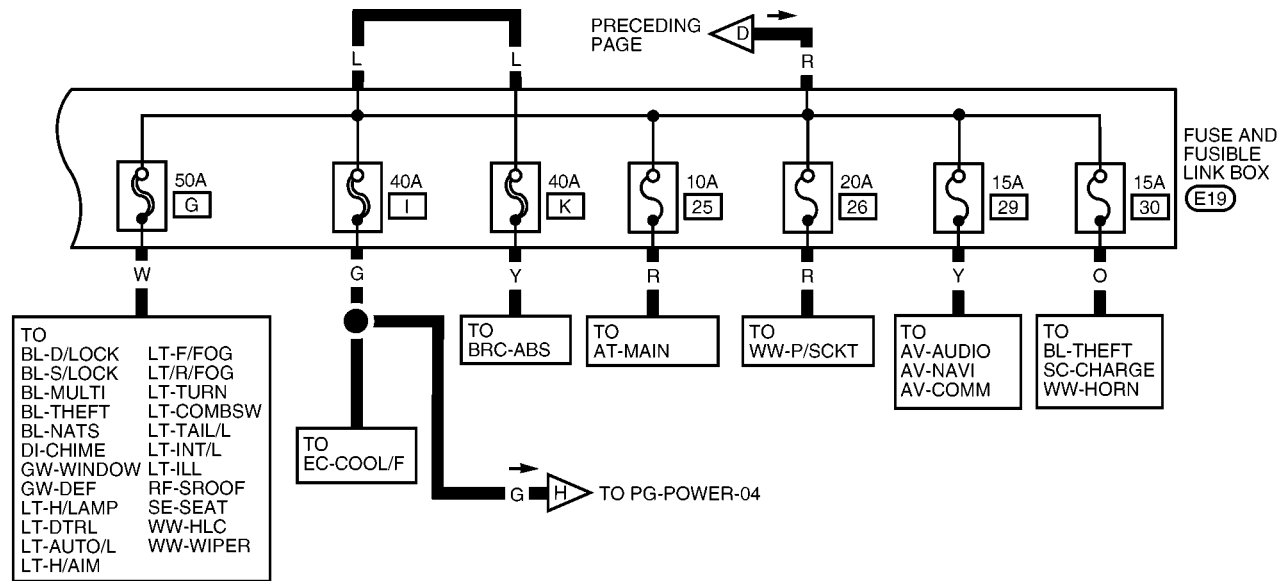 PRECEDING
PAGE
D
L
L
R
FUSE AND
FUSIBLE
LINK BOX
E19
50A
G
40A
I
40A
K
10A
25
20A
26
15A
29
15A
30
W
G
Y
R
R
Y
O
TO
BL-D/LOCK
BL-S/LOCK
BL-MULTI
BL-THEFT
BL-NATS
DI-CHIME
GW-WINDOW
GW-DEF
LT-H/LAMP
LT-DTRL
LT-AUTO/L
LT-H/AIM
LT-F/FOG
LT/R/FOG
LT-TURN
LT-COMBSW
LT-TAIL/L
LT-INT/L
LT-ILL
RF-SROOF
SE-SEAT
WW-HLC
WW-WIPER
TO
EC-COOL/F
TO
BRC-ABS
TO
AT-MAIN
TO
WW-P/SCKT
TO
AV-AUDIO
AV-NAVI
AV-COMM
TO
BL-THEFT
SC-CHARGE
WW-HORN
G
H
TO PG-POWER-04